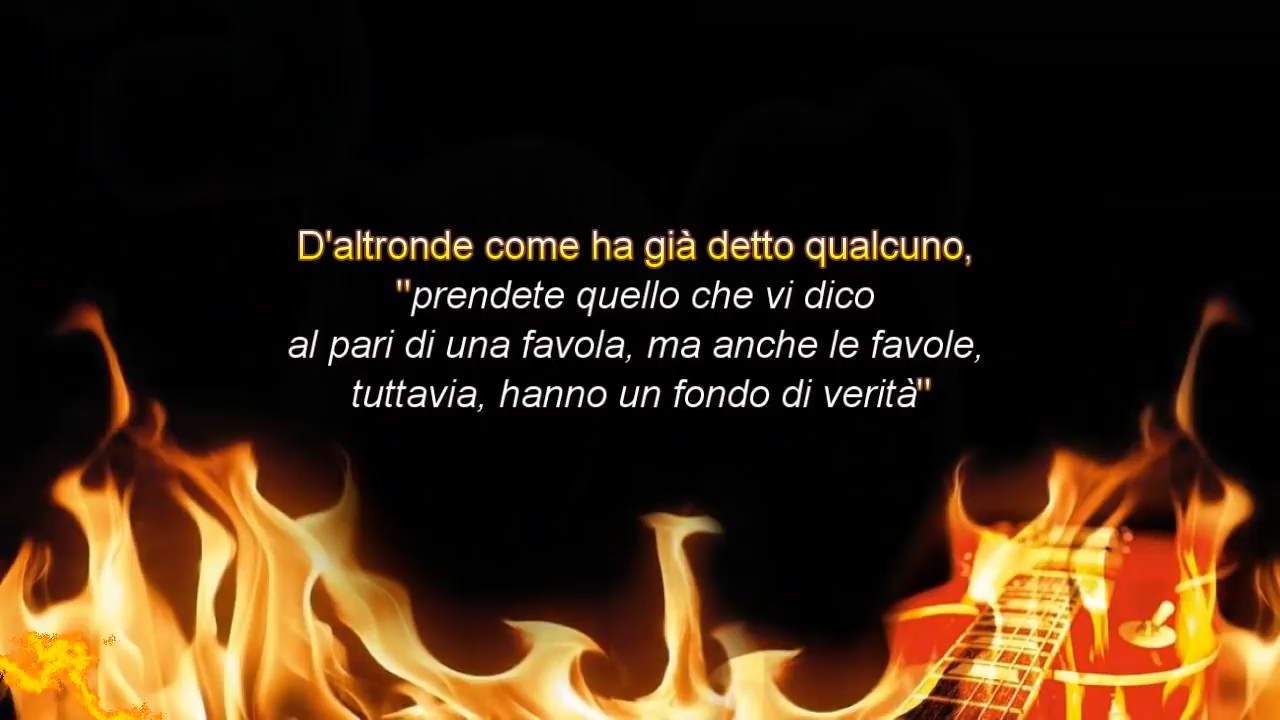 D'altronde come ha già detto qualcuno,
"prendete quello che vi dico
al pari di una favola, ma anche le favole,
tuttavia, hanno un fondo di verità"